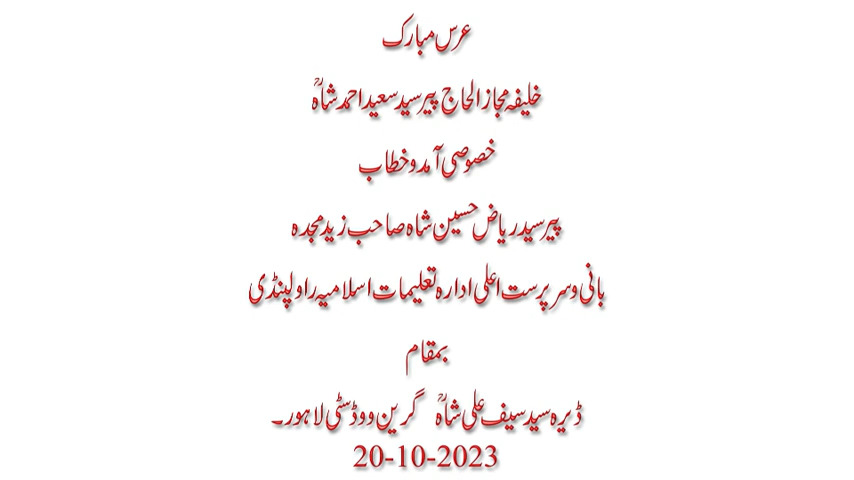 عرس مبارک
خلیفہ مجاز الحاج پیر سید سعید احمد شاہؒ
خصوصی آمد و خطاب
پیر سید ریاض حسین شاہ صاحب زید مجدہ
بانی و سرپرست اعلی ادارہ تعلیمات اسلامیہ راولپنڈی
بمقام
ڈیرہ سید سیف علی شاہؒ گرین ووڈ سٹی لاہور۔
20-10-2023